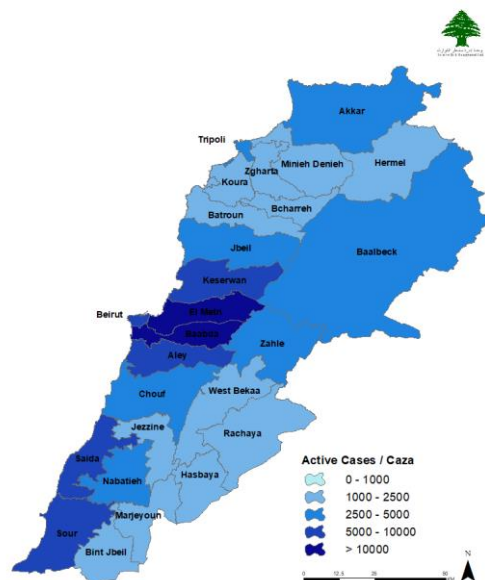 Akkar
Tripoli
Minieh Denieh
Hermel
Zgharta
Koura
Bcharreh
Batroun
Jbeil
Baalbeck
Keserwan
El Metn
Beirut
Baabda
Zahle
Aley
West Bekaa
Chouf
Jezzine
Rachaya
Saida
Hasbaya
Nabatieh
Marjeyoun
Sour
Bint Jbeil
Active Cases / Caza
0 - 1000
1000 - 2500
2500 - 5000
5000 - 10000
> 10000
N